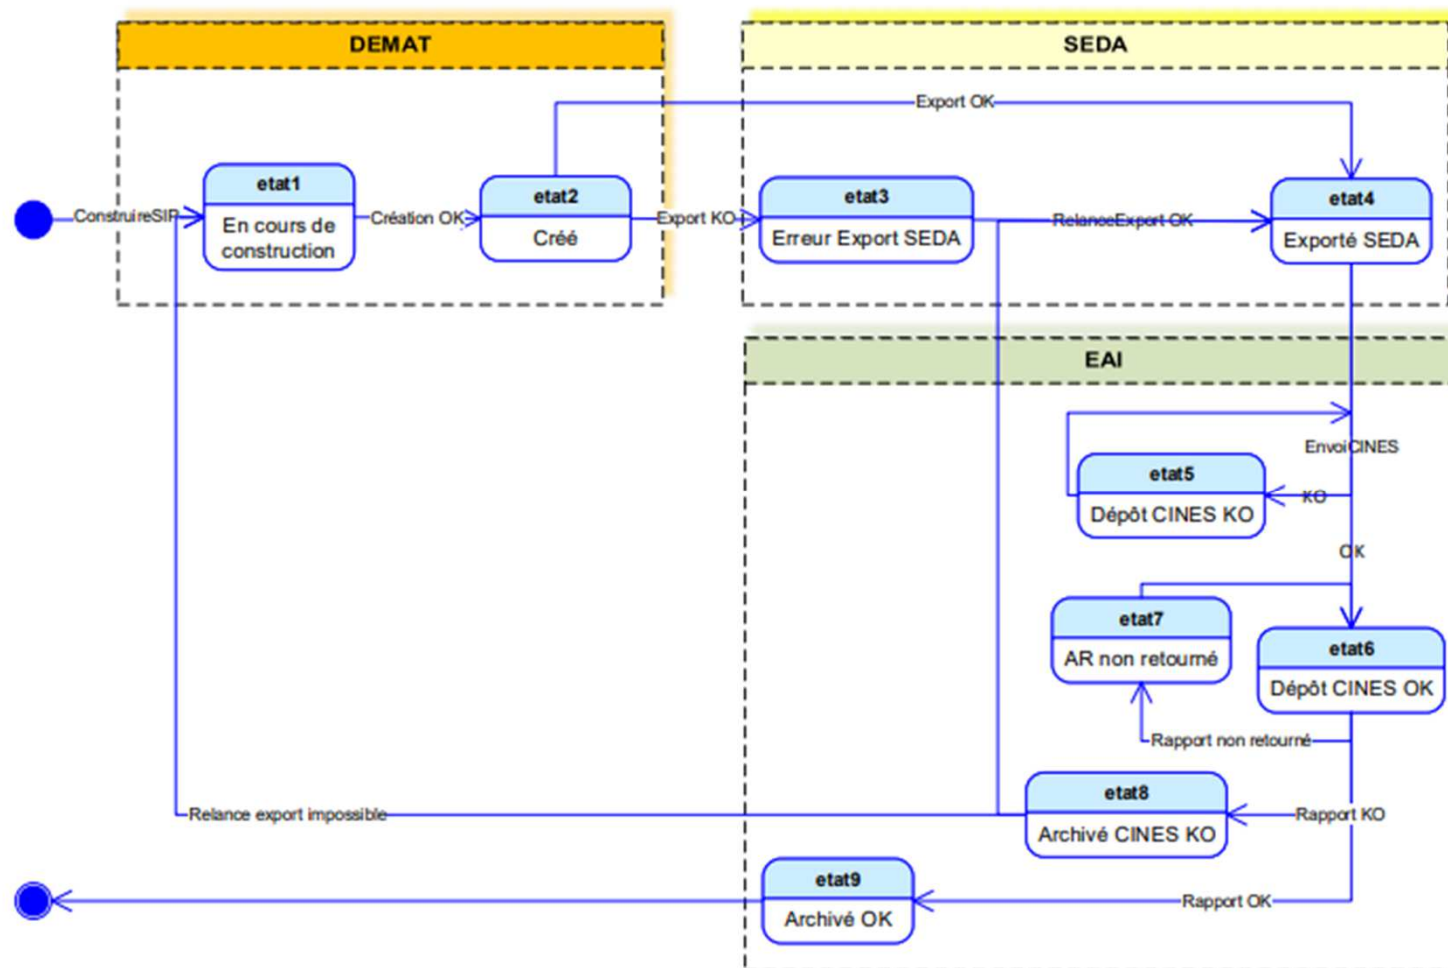 DEMAT
SEDA
Export OK
etat1
En cours de
construction
etat2
Créé
etat3
Erreur Export SEDA
etat4
Exporté SEDA
ConstruireSIP
Création OK
Export KO
RelanceExport OK
EAI
EnvoiCINES
etat5
Dépôt CINES KO
KO
OK
etat7
AR non retourné
etat6
Dépôt CINES OK
Rapport non retourné
etat8
Archivé CINES KO
Relance export impossible
Rapport KO
etat9
Archivé OK
Rapport OK